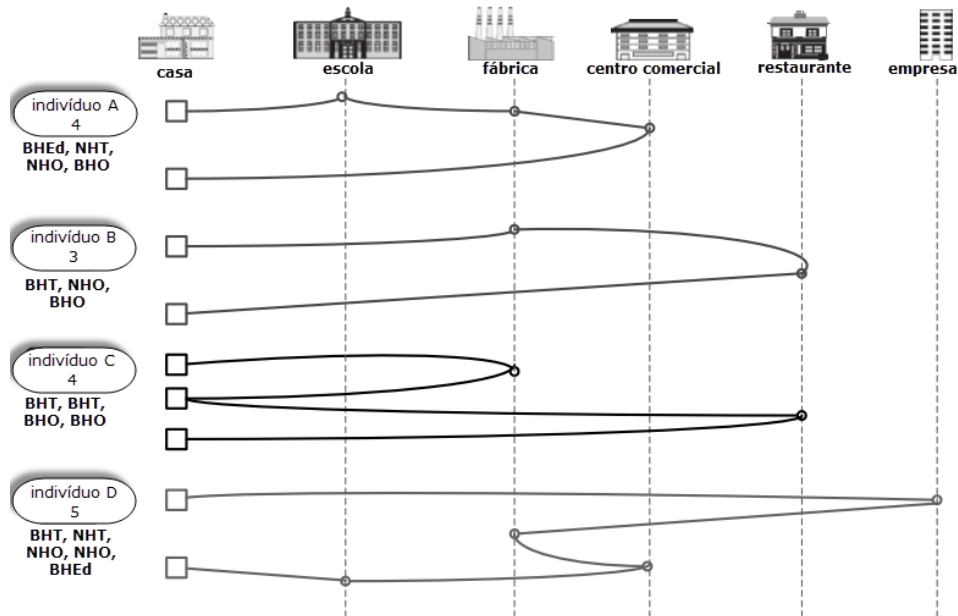 casa
escola
fábrica
centro comercial
restaurante
empresa
indivíduo A
4
BHEd, NHT,
NHO, BHO
indivíduo B
3
BHT, NHO,
BHO
indivíduo C
4
BHT, BHT,
BHO, BHO
indivíduo D
5
BHT, NHT,
NHO, NHO,
BHEd